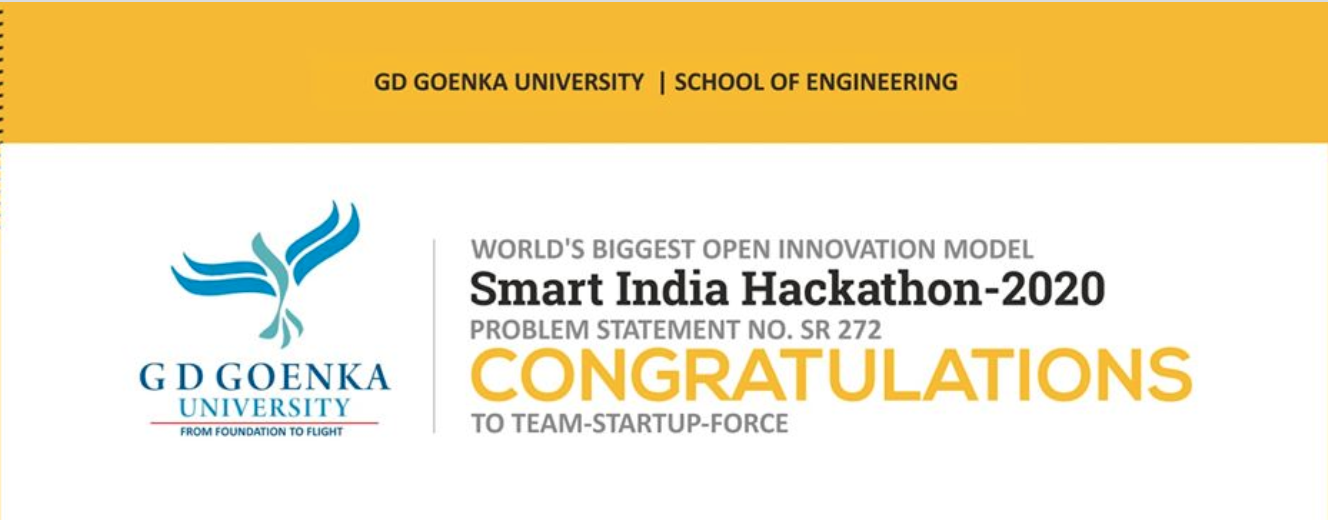 GD GOENKA UNIVERSITY | SCHOOL OF ENGINEERING
G D GOENKA
UNIVERSITY
FROM FOUNDATION TO FLIGHT
WORLD'S BIGGEST OPEN INNOVATION MODEL
Smart India Hackathon-2020
PROBLEM STATEMENT NO. SR 272
CONGRATULATIONS
TO TEAM-STARTUP-FORCE